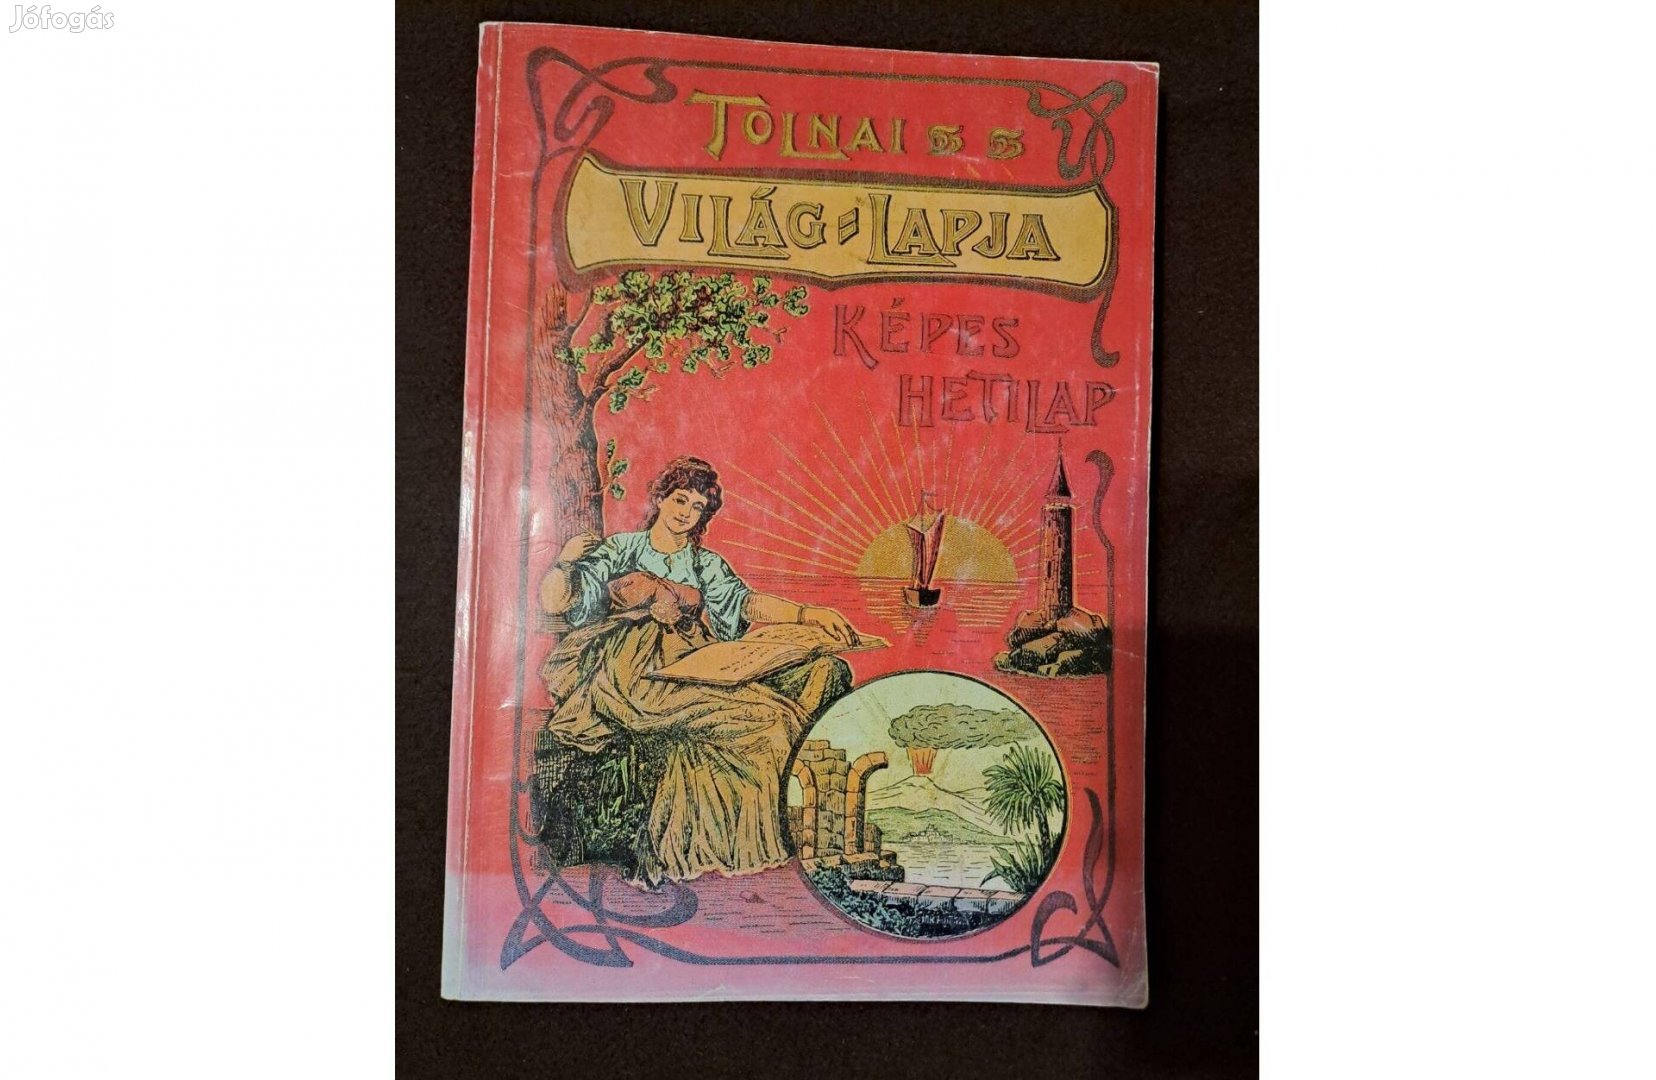 Jófogás
TOLNAI
VILÁG-LAPJA
KÉPES
HETILAP